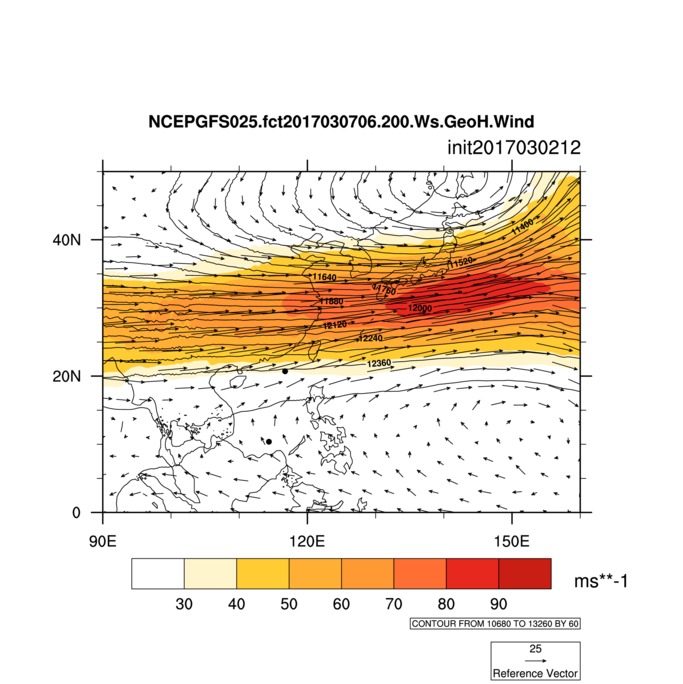 NCEPGFS025.fct2017030706.200.Ws.GeoH.Wind
init2017030212
40N
20N
0
11400
11520
11640
11760
11880
12000
12120
12240
12360
90E 120E 150E
30 40 50 60 70 80 90
ms**-1
CONTOUR FROM 10680 TO 13260 BY 60
25
Reference Vector